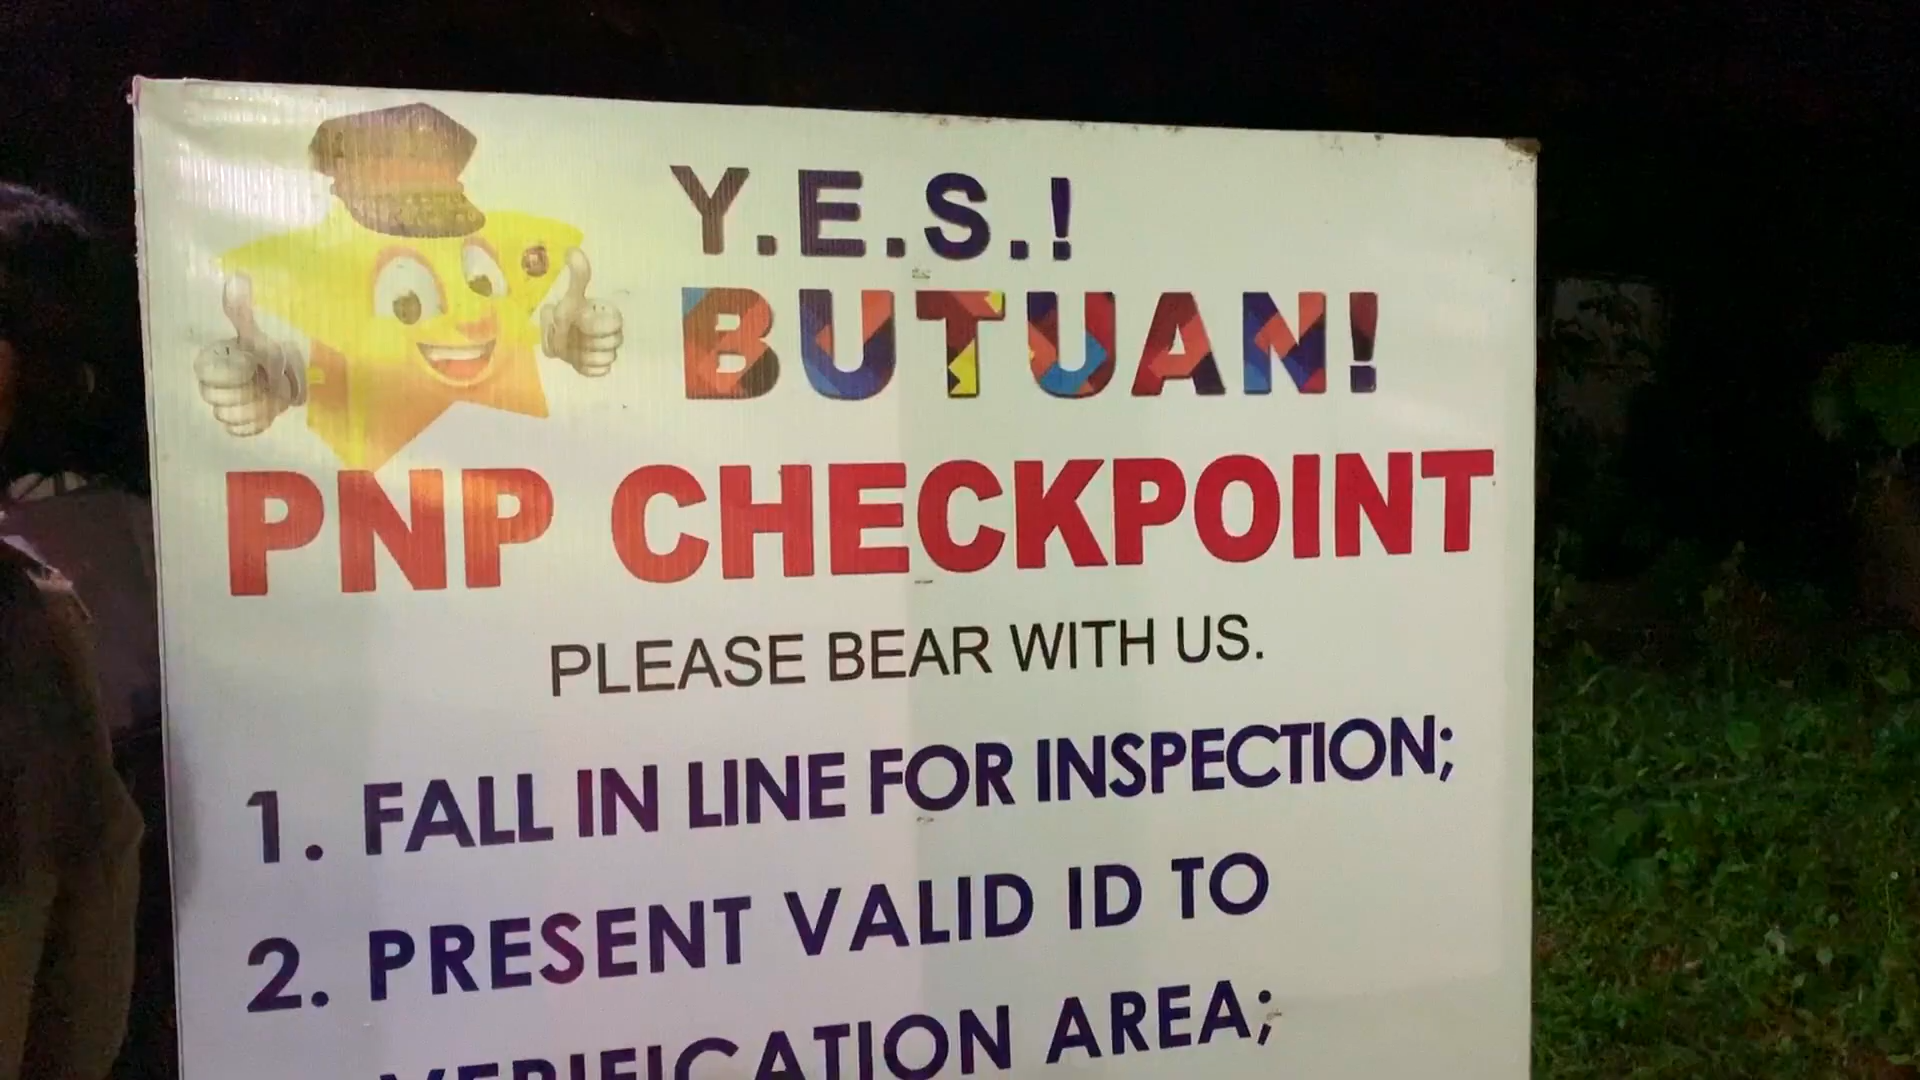 Y.E.S.!
BUTUAN!
PNP CHECKPOINT
PLEASE BEAR WITH US.
1. FALL IN LINE FOR INSPECTION;
2. PRESENT VALID ID TO
VERIFICATION AREA;